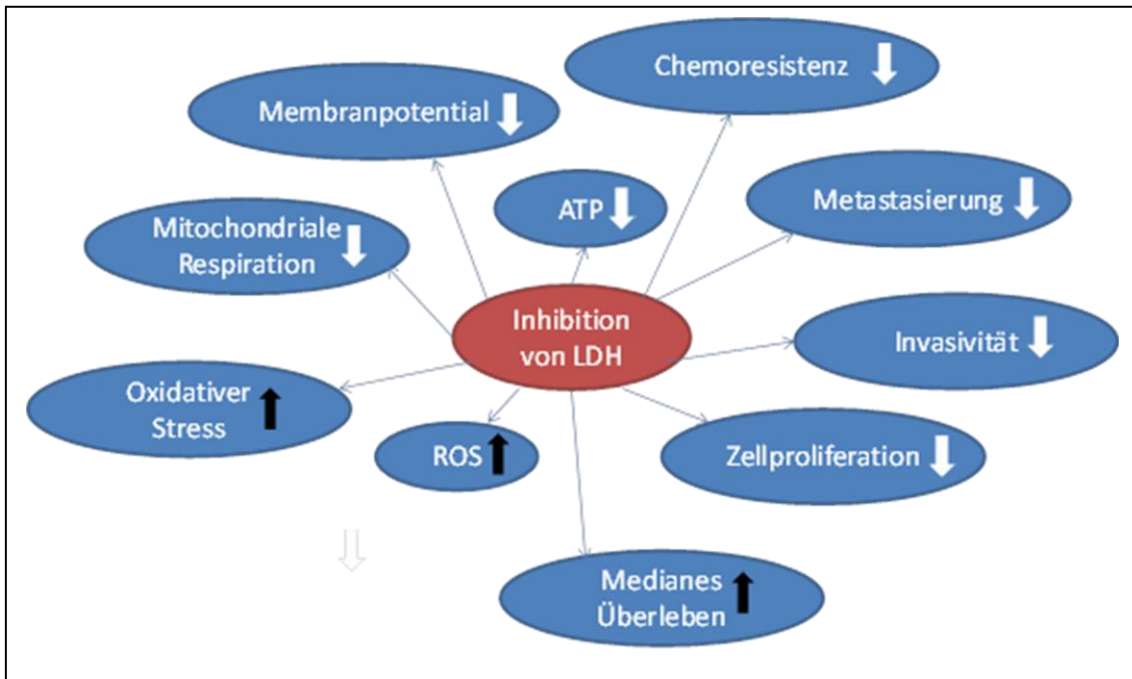 Chemoresistenz
Membranpotential
ATP
Metastasierung
Mitochondriale
Respiration
Inhibition
von LDH
Invasivität
Oxidativer
Stress
ROS
Zellproliferation
Medianes
Überleben